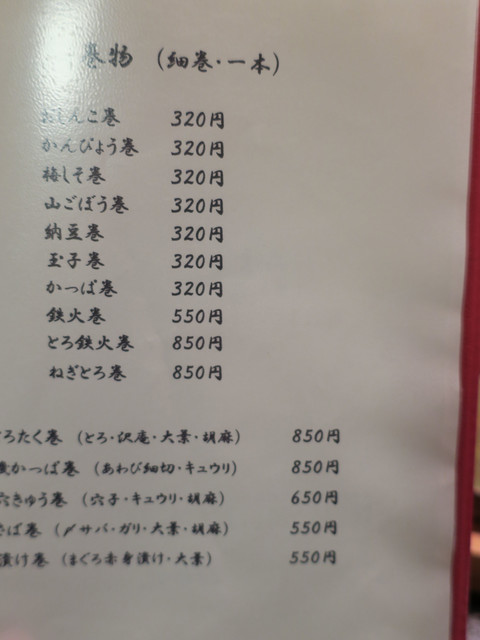 巻物 (細巻・一本)
おしんこ巻 320円
かんぴょう巻 320円
梅しそ巻 320円
山ごぼう巻 320円
納豆巻 320円
玉子巻 320円
かっぱ巻 320円
鉄火巻 550円
とろ鉄火巻 850円
ねぎとろ巻 850円
ろたく巻 (とろ・沢庵・大葉・胡麻) 850円
かっぱ巻 (あわび細切・キュウリ) 850円
穴きゅう巻 (穴子・キュウリ・胡麻) 650円
さば巻 (〆サバ・ガリ・大葉・胡麻) 550円
漬け巻 (まぐろ赤身漬け・大葉) 550円